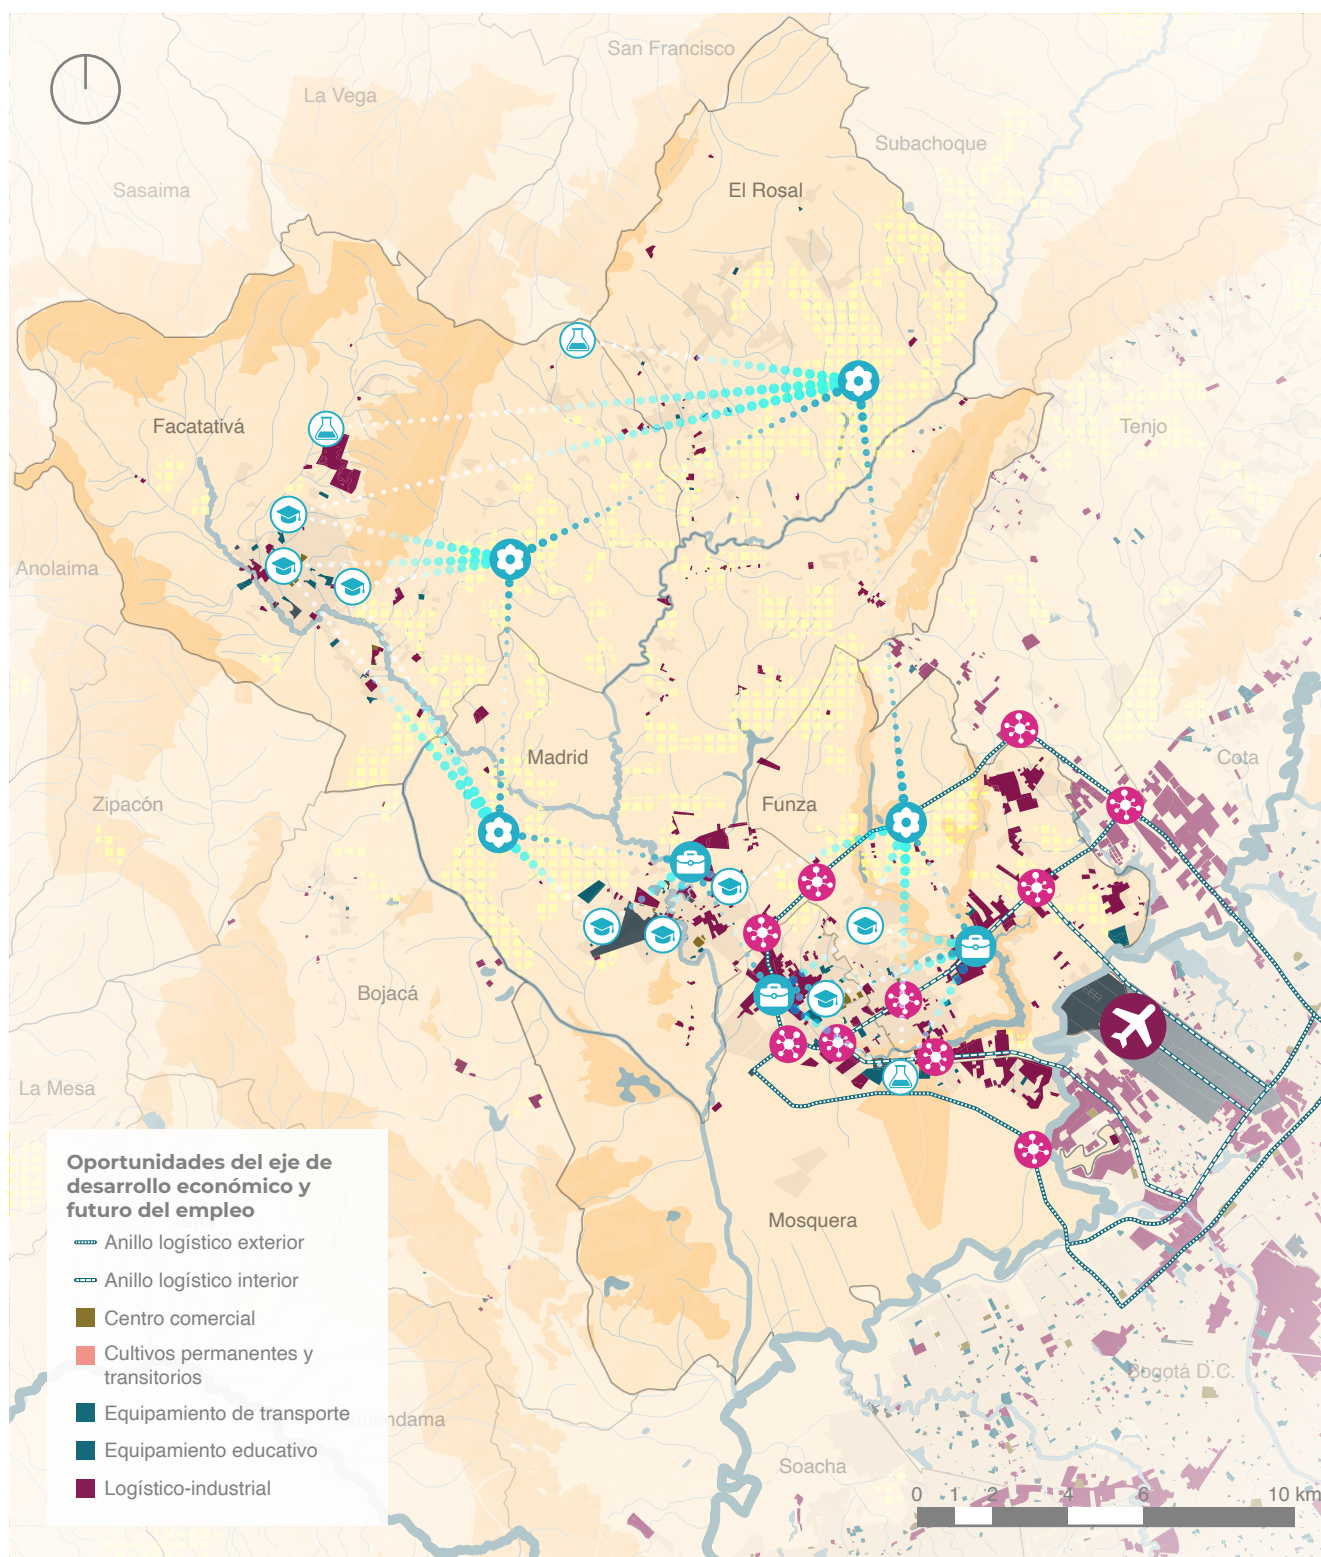 San Francisco
La Vega
Subachoque
Sasaima
El Rosal
Facatativá
Tenjo
Anolaima
Madrid
Cota
Zipacón
Funza
Bojacá
La Mesa
Mosquera
Oportunidades del eje de
desarrollo económico y
futuro del empleo
Anillo logístico exterior
Anillo logístico interior
Centro comercial
Cultivos permanentes y
transitorios
Equipamiento de transporte
Equipamiento educativo
Logístico-industrial
Bogotá D.C.
Soacha
0 1 2 4 6 10 km